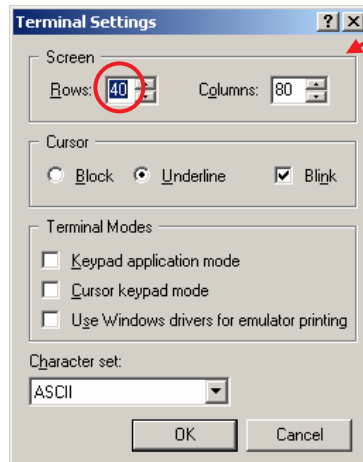 Terminal Settings
Screen
Rows: 40 Columns: 80
Cursor
Block Underline Blink
Terminal Modes
Keypad application mode
Cursor keypad mode
Use Windows drivers for emulator printing
Character set:
ASCII
OK Cancel